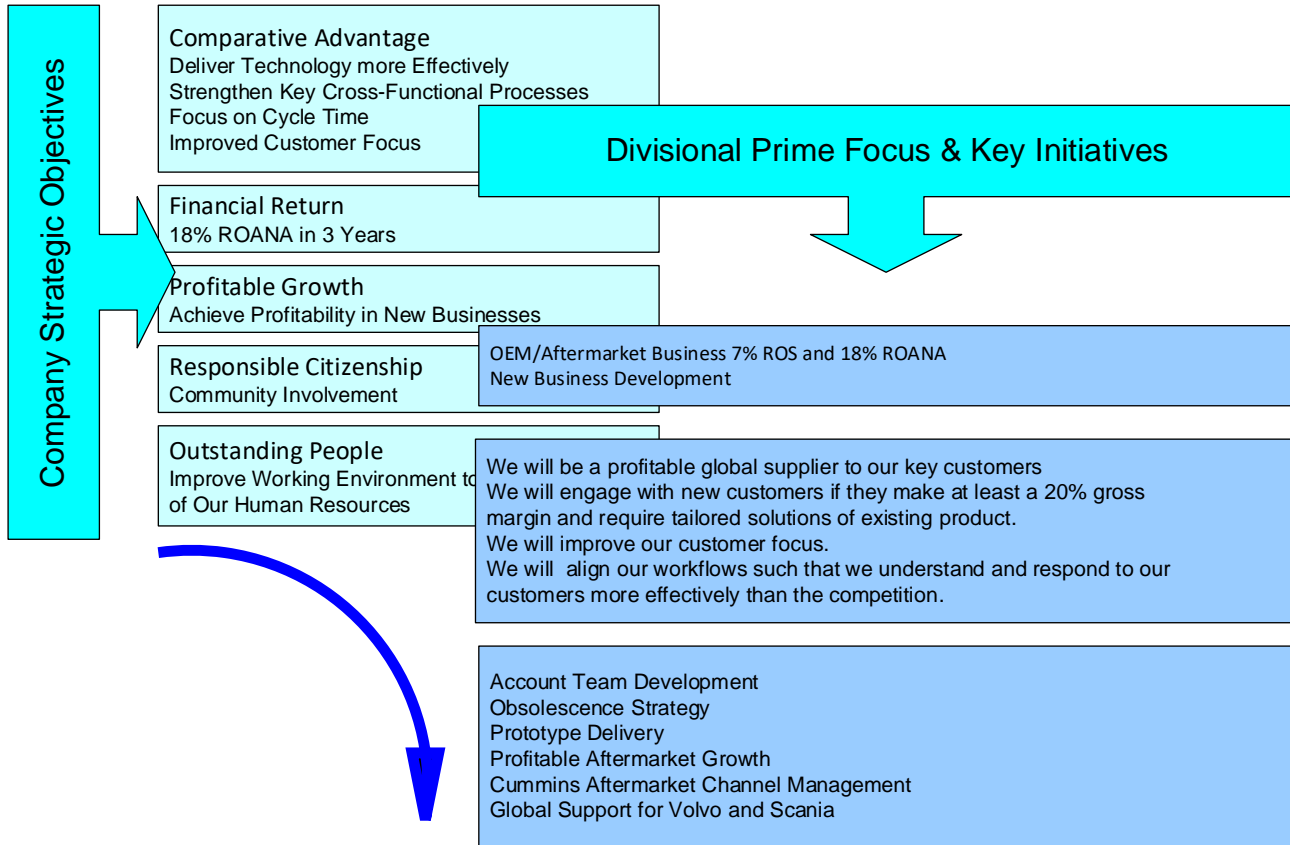 Company Strategic Objectives
Comparative Advantage
Deliver Technology more Effectively
Strengthen Key Cross-Functional Processes
Focus on Cycle Time
Improved Customer Focus
Financial Return
18% ROANA in 3 Years
Profitable Growth
Achieve Profitability in New Businesses
Responsible Citizenship
Community Involvement
Outstanding People
Improve Working Environment to
of Our Human Resources
Divisional Prime Focus & Key Initiatives
OEM/Aftermarket Business 7% ROS and 18% ROANA
New Business Development
We will be a profitable global supplier to our key customers
We will engage with new customers if they make at least a 20% gross
margin and require tailored solutions of existing product.
We will improve our customer focus.
We will  align our workflows such that we understand and respond to our
customers more effectively than the competition.
Account Team Development
Obsolescence Strategy
Prototype Delivery
Profitable Aftermarket Growth
Cummins Aftermarket Channel Management
Global Support for Volvo and Scania